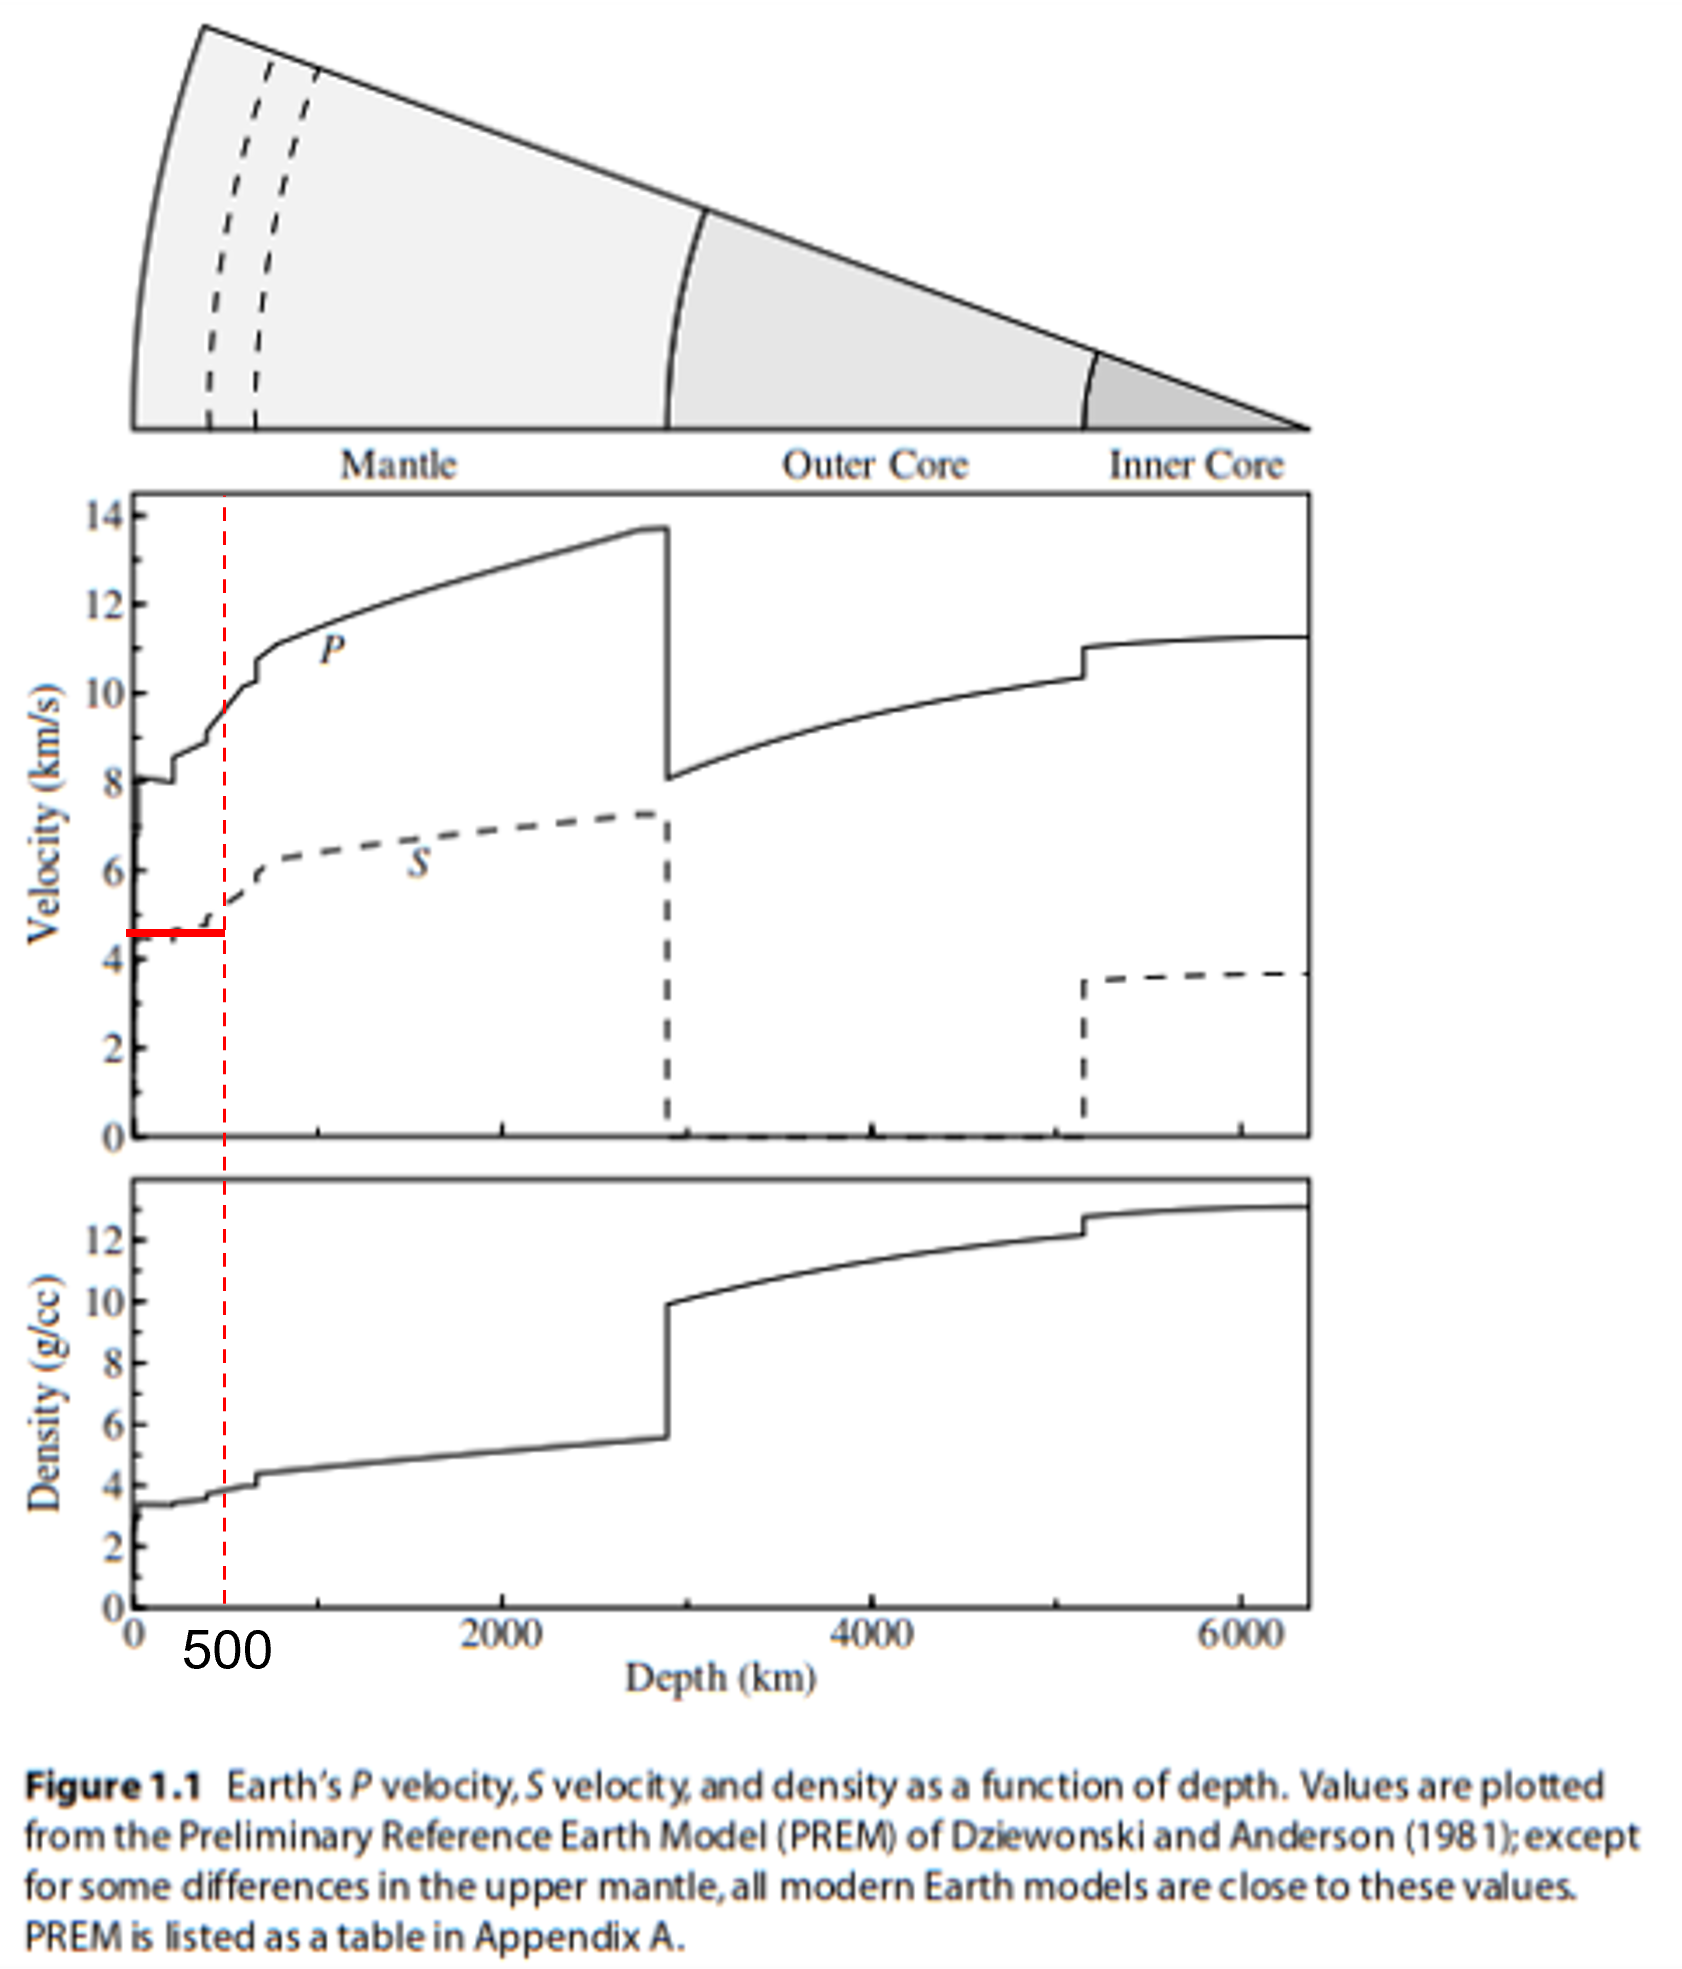 Mantle
Outer Core
Inner Core
14
12
10
8
6
4
2
0
Velocity (km/s)
P
S
12
10
8
6
4
2
0
Density (g/cc)
0
500
2000
4000
6000
Depth (km)
Figure 1.1 Earth's P velocity, S velocity, and density as a function of depth. Values are plotted
from the Preliminary Reference Earth Model (PREM) of Dziewonski and Anderson (1981); except
for some differences in the upper mantle, all modern Earth models are close to these values.
PREM is listed as a table in Appendix A.